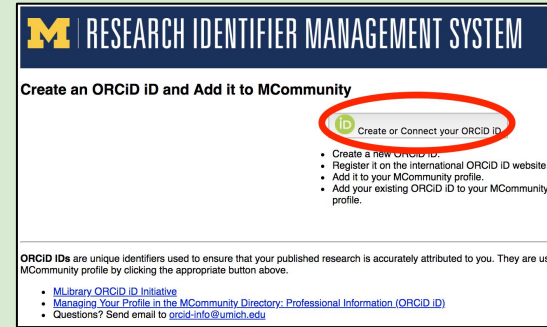 M | RESEARCH IDENTIFIER MANAGEMENT SYSTEM
Create an ORCiD iD and Add it to MCommunity
iD Create or Connect your ORCiD iD
Create a new ORCiD iD.
Register it on the international ORCiD iD website
Add it to your MCommunity profile.
Add your existing ORCiD iD to your MCommunity
profile.
ORCiD IDs are unique identifiers used to ensure that your published research is accurately attributed to you. They are
MCommunity profile by clicking the appropriate button above.
MLibrary ORCiD iD Initiative
Managing Your Profile in the MCommunity Directory: Professional Information (ORCiD iD)
Questions? Send email to orcid-info@umich.edu